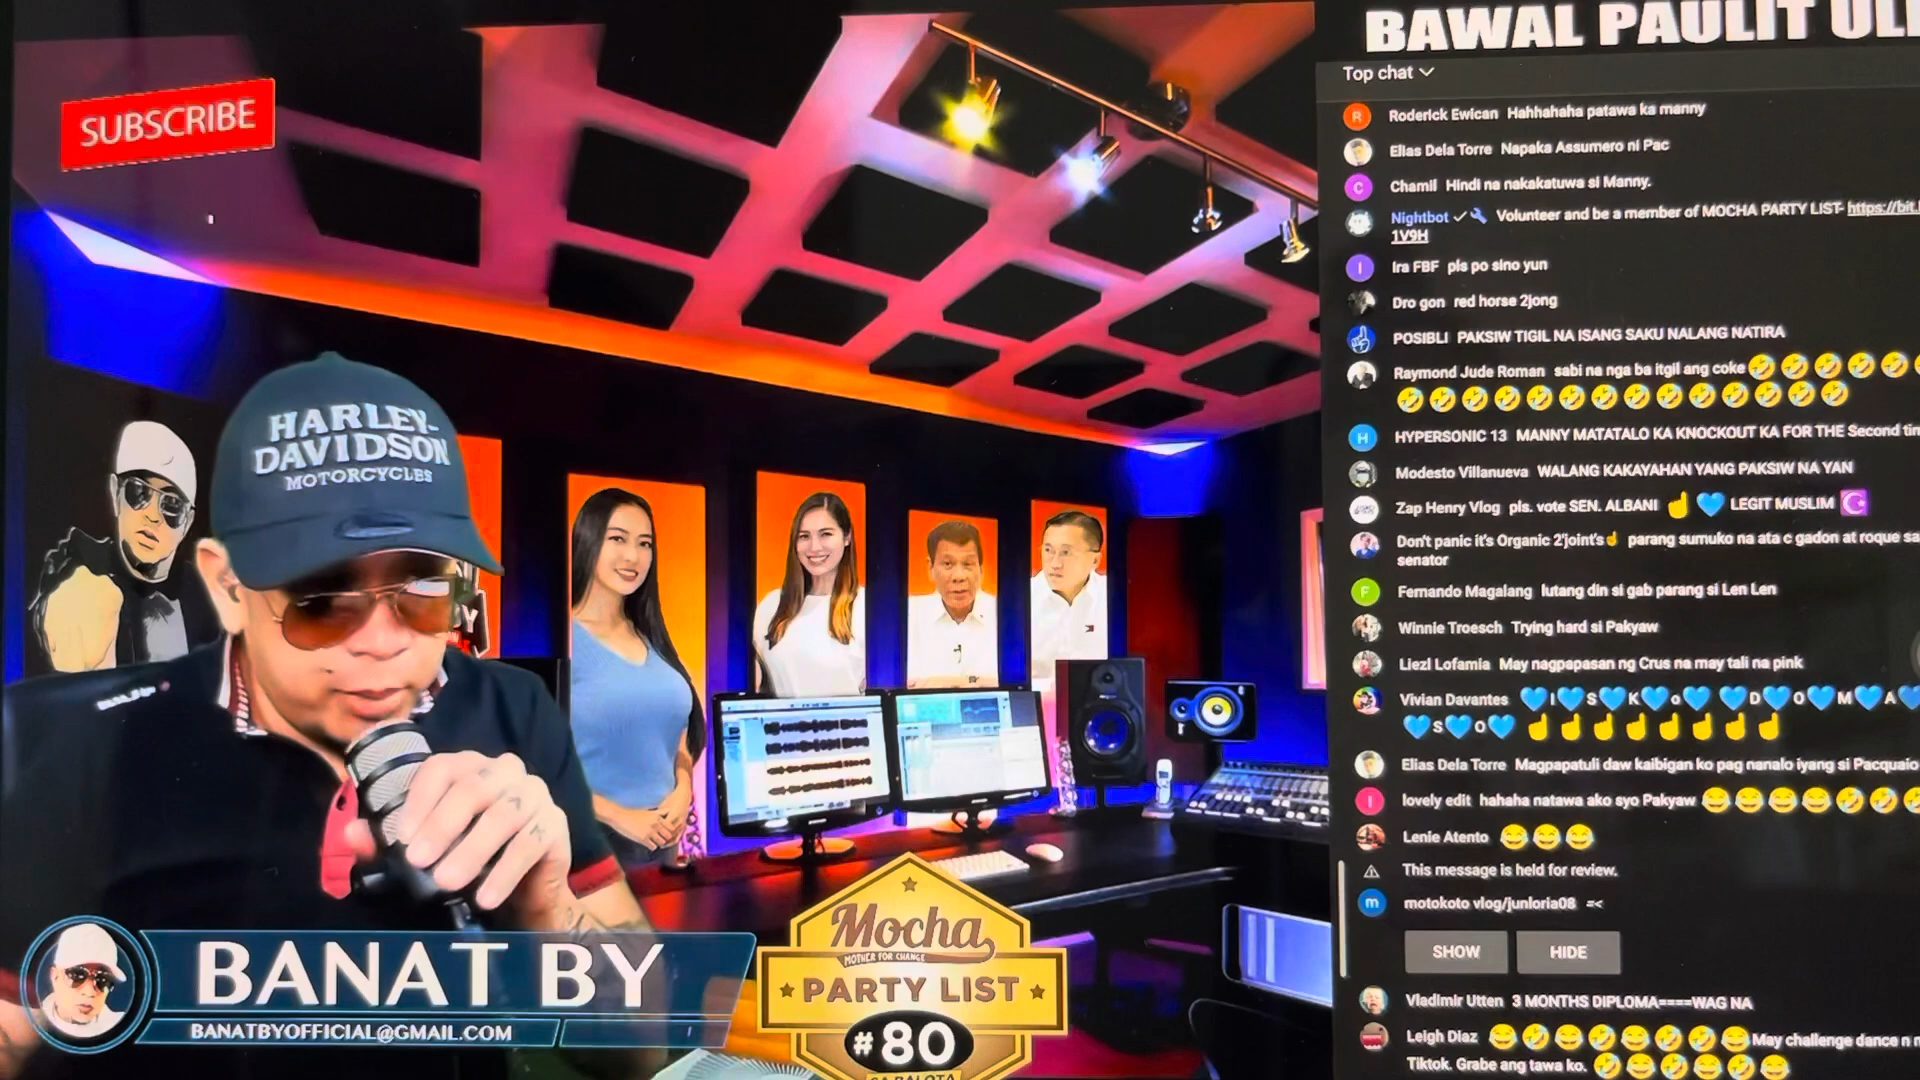 BAWAL PAULIT
Top chat
SUBSCRIBE
Roderick Ewican Hahhahaha patawa ka manny
Elias Dela Torre Napaka Assumero ni Pac
Chamil Hindi na nakakatuwa si Manny.
Nightbot Volunteer and be a member of MOCHA PARTY LIST- https://bit.
1V9H
Ira FBF pls po sino yun
Dro gon red horse 2jong
POSIBLI PAKSIW TIGIL NA ISANG SAKU NALANG NATIRA
Raymond Jude Roman sabi na nga ba itgil ang coke 🤣🤣🤣🤣🤣
🤣🤣🤣🤣🤣🤣🤣🤣🤣🤣🤣🤣🤣🤣
HYPERSONIC 13 MANNY MATATALO KA KNOCKOUT KA FOR THE Second
Modesto Villanueva WALANG KAKAYAHAN YANG PAKSIW NA YAN
Zap Henry Vlog pls. vote SEN. ALBANI ☝💙 LEGIT MUSLIM ☪
Don't panic it's Organic 2'joint's☝ parang sumuko na ata c gadon at roque sa
senator
Fernando Magalang lutang din si gab parang si Len Len
Winnie Troesch Trying hard si Pakyaw
Liezl Lofamia May nagpapasan ng Crus na may tali na pink
Vivian Davantes 💙I💙S💙K💙o💙D💙O💙M💙A💙
💙S💙O💙☝☝☝☝☝☝☝☝
Elias Dela Torre Magpapatuli daw kaibigan ko pag nanalo iyang si Pacquaio
lovely edit hahaha natawa ako syo Pakyaw 😂😂😂😂🤣🤣🤣
Lenie Atento 😂😂😂
This message is held for review.
motokoto vlog/junloria08 =<
SHOW HIDE
Vladimir Utten 3 MONTHS DIPLOMA====WAG NA
Leigh Diaz 😂🤣😂🤣😂🤣🤣😂May challenge dance n
Tiktok. Grabe ang tawa ko. 🤣😂🤣😂🤣😂
HARLEY-
DAVIDSON
MOTORCYCLES
BANAT BY
BANATBYOFFICIAL@GMAIL.COM
Mocha
MOTHER FOR CHANGE
PARTY LIST
#80
SA BALOTA